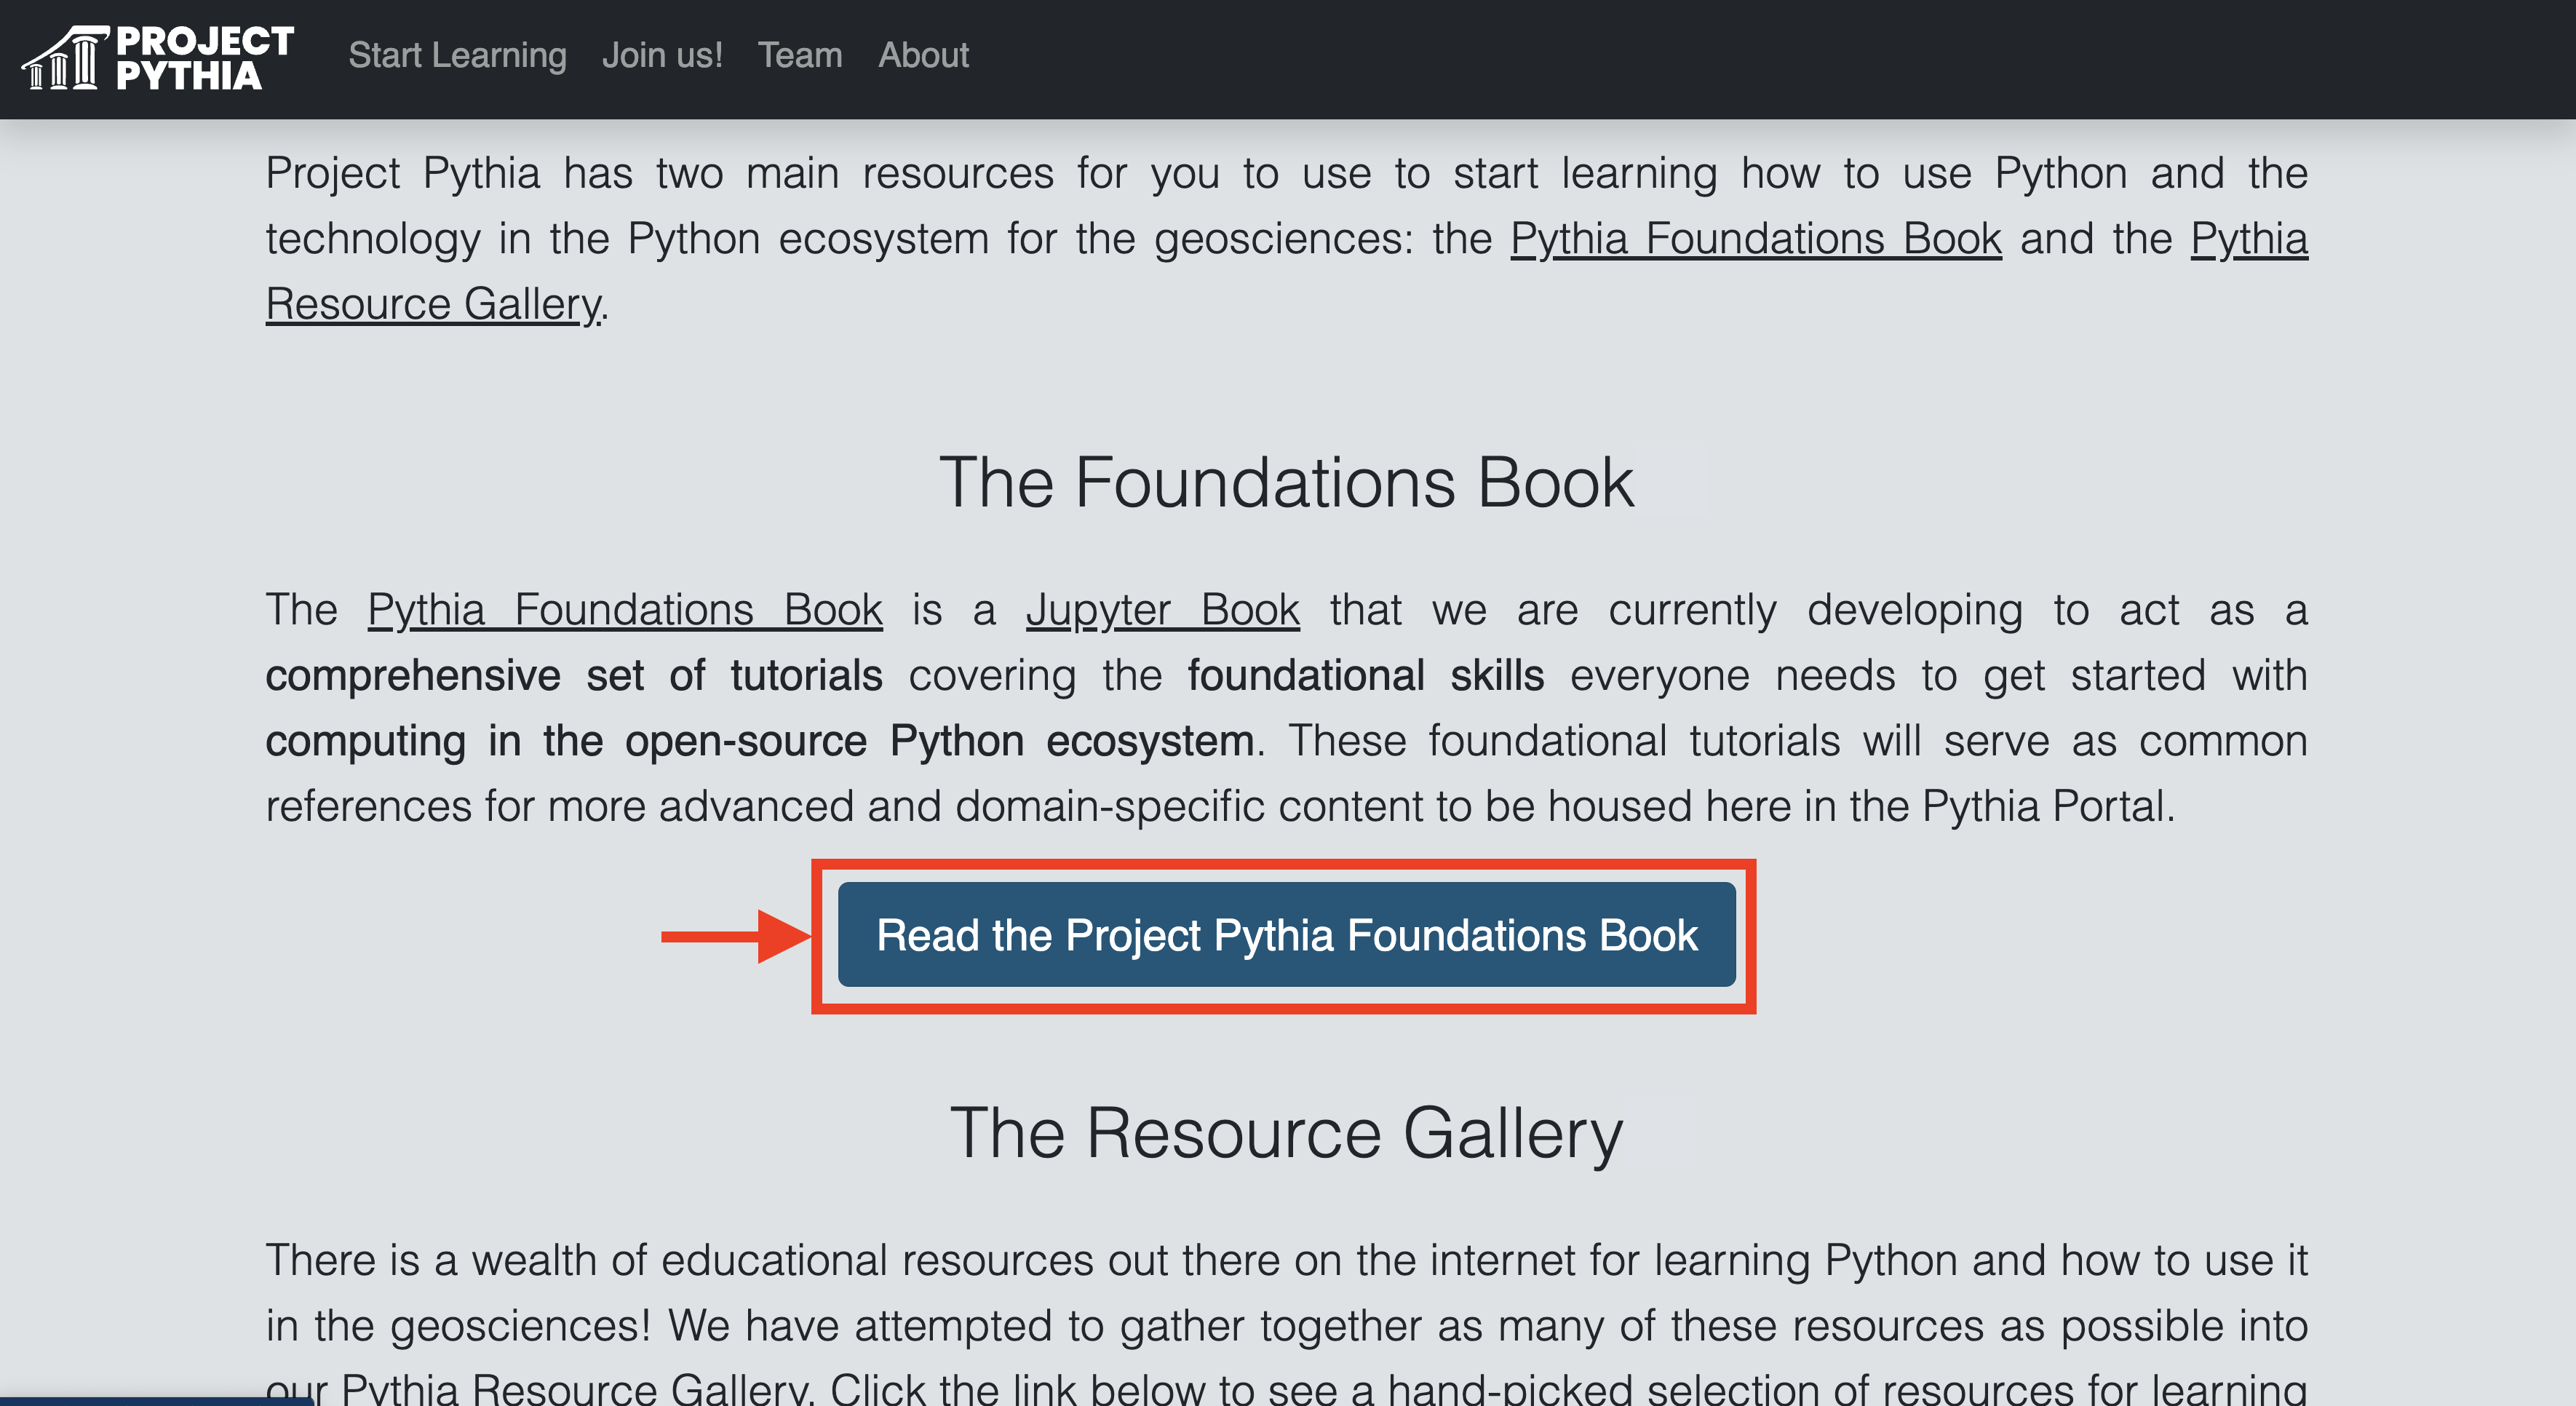 PROJECT
PYTHIA
Start Learning Join us! Team About
Project Pythia has two main resources for you to use to start learning how to use Python and the
technology in the Python ecosystem for the geosciences: the Pythia Foundations Book and the Pythia
Resource Gallery.
The Foundations Book
The Pythia Foundations Book is a Jupyter Book that we are currently developing to act as a
comprehensive set of tutorials covering the foundational skills everyone needs to get started with
computing in the open-source Python ecosystem. These foundational tutorials will serve as common
references for more advanced and domain-specific content to be housed here in the Pythia Portal.
Read the Project Pythia Foundations Book
The Resource Gallery
There is a wealth of educational resources out there on the internet for learning Python and how to use it
in the geosciences! We have attempted to gather together as many of these resources as possible into
our Pythia Resource Gallery. Click the link below to see a hand-picked selection of resources for learning